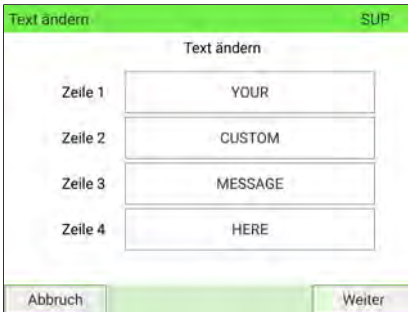 Text ändern SUP
Text ändern
Zeile 1 YOUR
Zeile 2 CUSTOM
Zeile 3 MESSAGE
Zeile 4 HERE
Abbruch Weiter